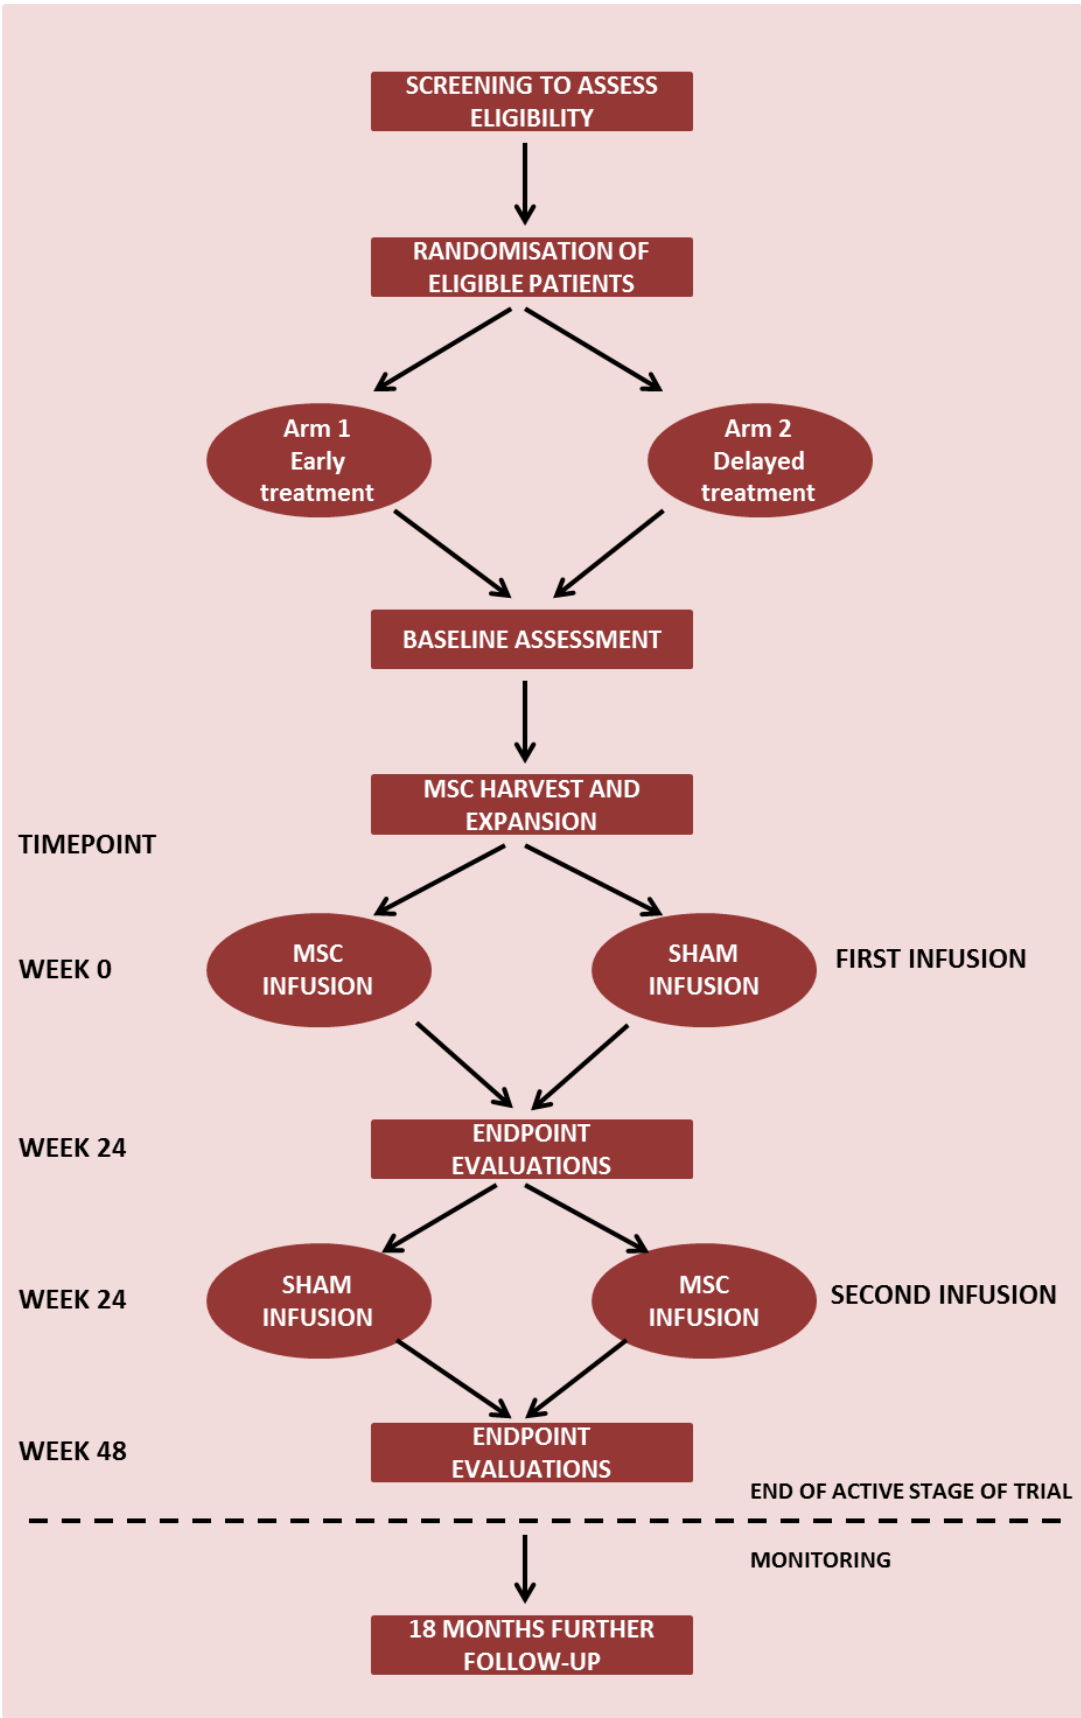 SCREENING TO ASSESS
ELIGIBILITY
RANDOMISATION OF
ELIGIBLE PATIENTS
Arm 1
Early
treatment
Arm 2
Delayed
treatment
BASELINE ASSESSMENT
MSC HARVEST AND
EXPANSION
TIMEPOINT
WEEK 0
MSC
INFUSION
SHAM
INFUSION
FIRST INFUSION
WEEK 24
ENDPOINT
EVALUATIONS
WEEK 24
SHAM
INFUSION
MSC
INFUSION
SECOND INFUSION
WEEK 48
ENDPOINT
EVALUATIONS
END OF ACTIVE STAGE OF TRIAL
MONITORING
18 MONTHS FURTHER
FOLLOW-UP